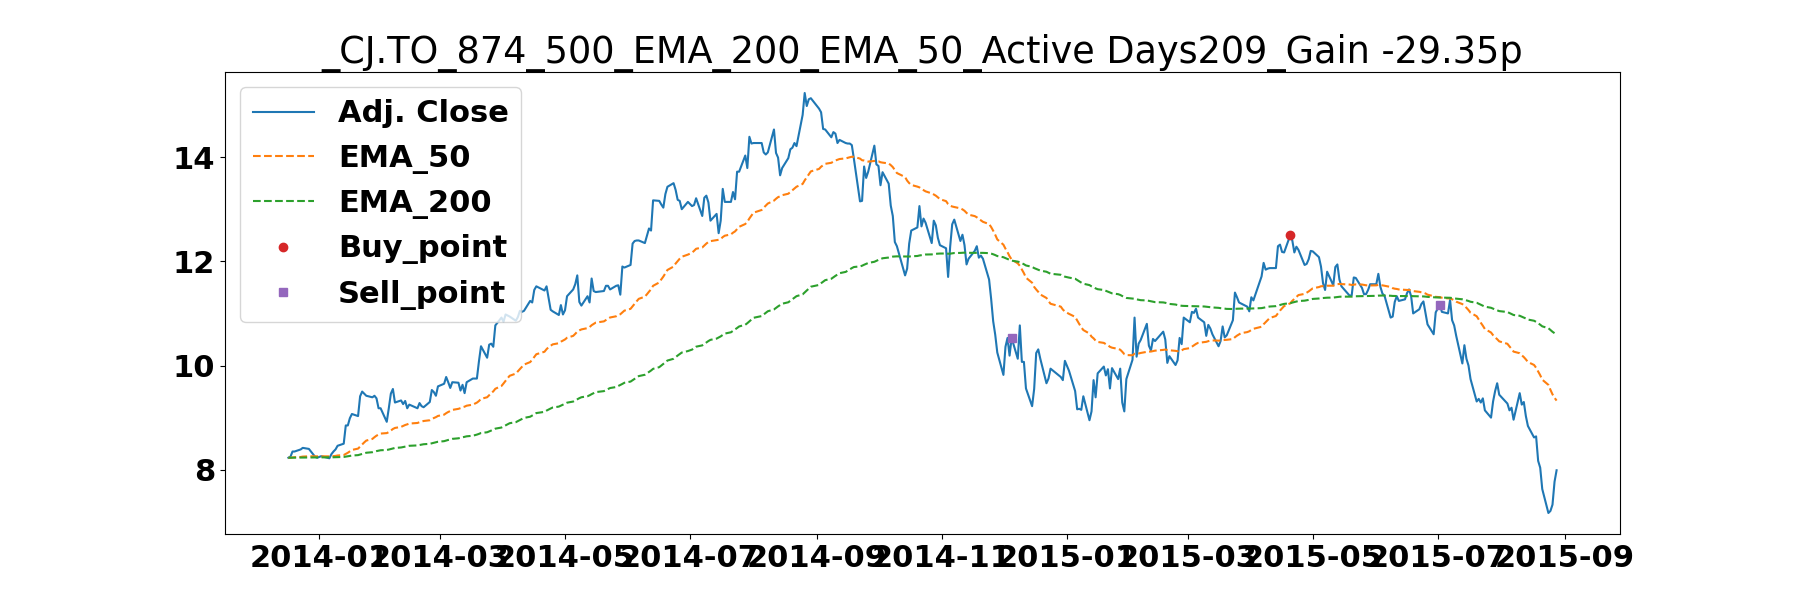 _CJ.TO_874_500_EMA_200_EMA_50_Active Days209_Gain -29.35p
Adj. Close
EMA_50
EMA_200
Buy_point
Sell_point
14
12
10
8
2014-01 2014-03 2014-05 2014-07 2014-09 2014-11 2015-01 2015-03 2015-05 2015-07 2015-09